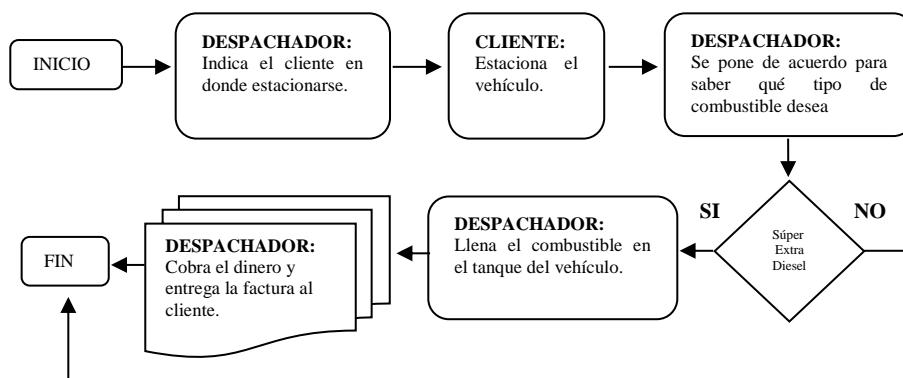 INICIO
DESPACHADOR:
Indica el cliente en
donde estacionarse.
CLIENTE:
Estaciona el
vehículo.
DESPACHADOR:
Se pone de acuerdo para
saber qué tipo de
combustible desea
SI
NO
Súper
Extra
Diesel
DESPACHADOR:
Llena el combustible en
el tanque del vehículo.
DESPACHADOR:
Cobra el dinero y
entrega la factura al
cliente.
FIN